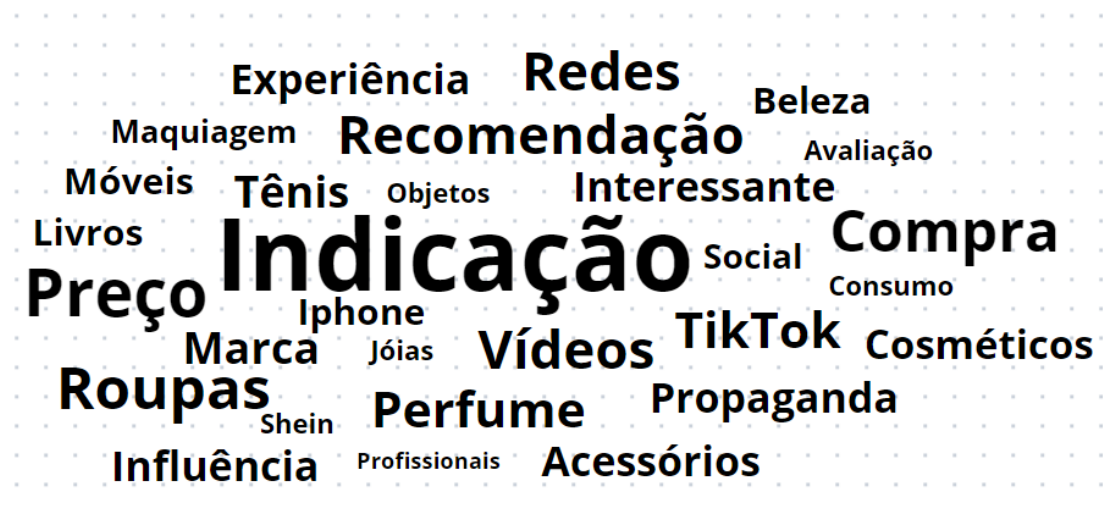 Experiência
Redes
Beleza
Maquiagem
Recomendação
Avaliação
Móveis
Tênis
Objetos
Interessante
Livros
Indicação
Social
Compra
Preço
Consumo
Iphone
TikTok
Marca
Jóias
Vídeos
Cosméticos
Roupas
Shein
Perfume
Propaganda
Influência
Profissionais
Acessórios